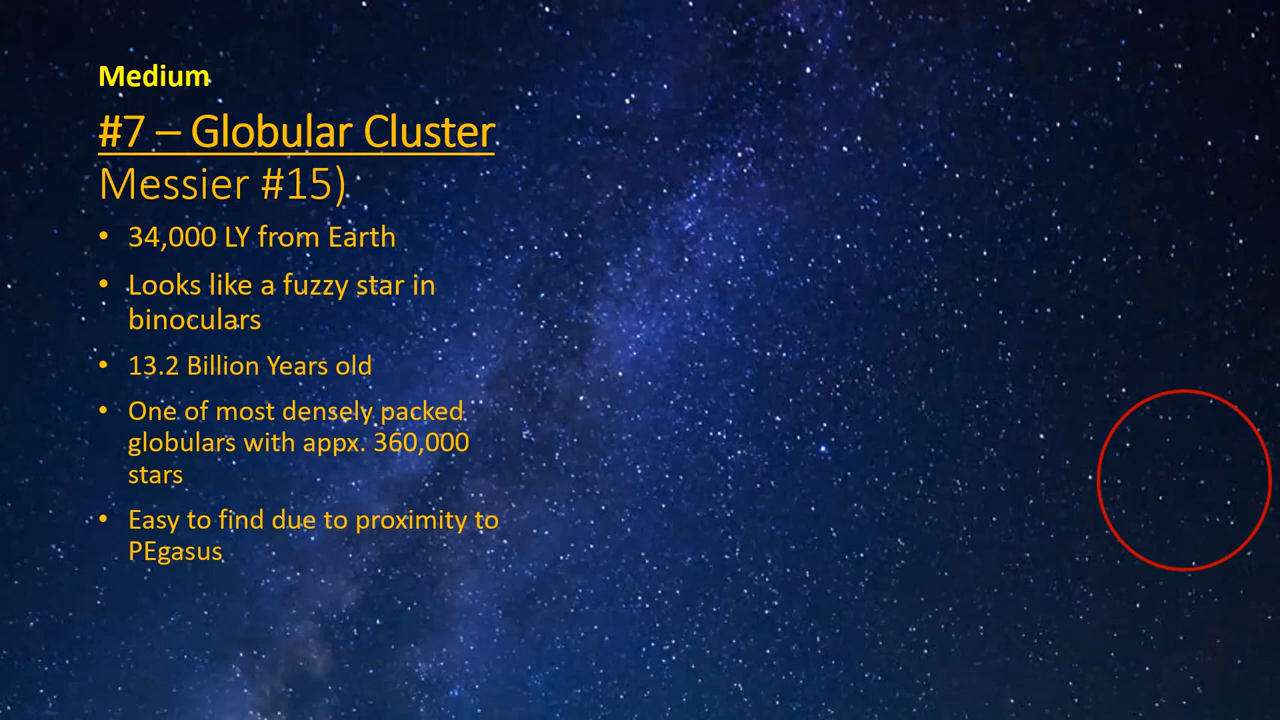 Medium
#7 – Globular Cluster
Messier #15)
• 34,000 LY from Earth
• Looks like a fuzzy star in
binoculars
• 13.2 Billion Years old
• One of most densely packed
globulars with appx. 360,000
stars
• Easy to find due to proximity to
PEgasus